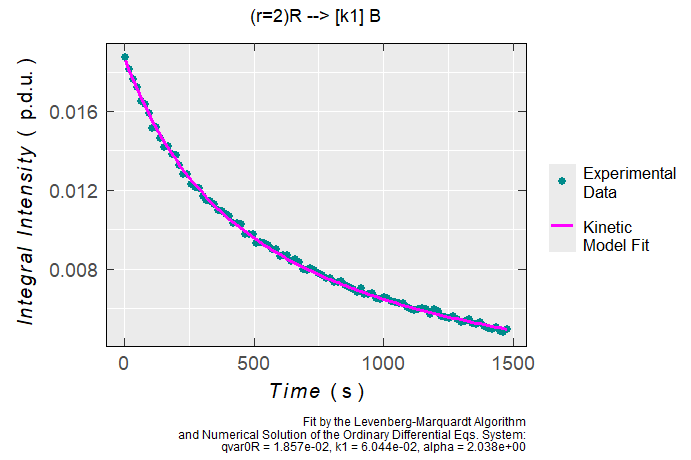 (r=2)R --> [k1] B
Integral Intensity ( p.d.u. )
0.016
0.012
0.008
0
500
1000
1500
Time ( s )
Experimental
Data
Kinetic
Model Fit
Fit by the Levenberg-Marquardt Algorithm
and Numerical Solution of the Ordinary Differential Eqs. System:
qvar0R = 1.857e-02, k1 = 6.044e-02, alpha = 2.038e+00